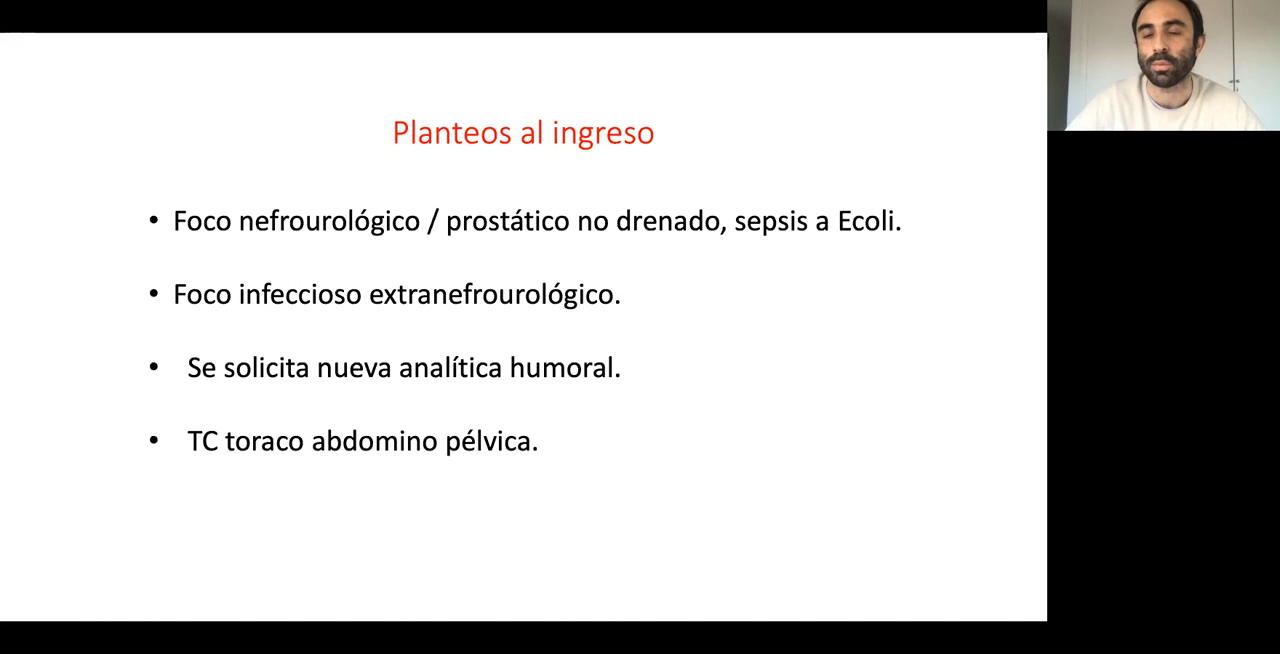 Planteos al ingreso
• Foco nefrourológico / prostático no drenado, sepsis a Ecoli.
• Foco infeccioso extranefrourológico.
• Se solicita nueva analítica humoral.
• TC toraco abdomino pélvica.